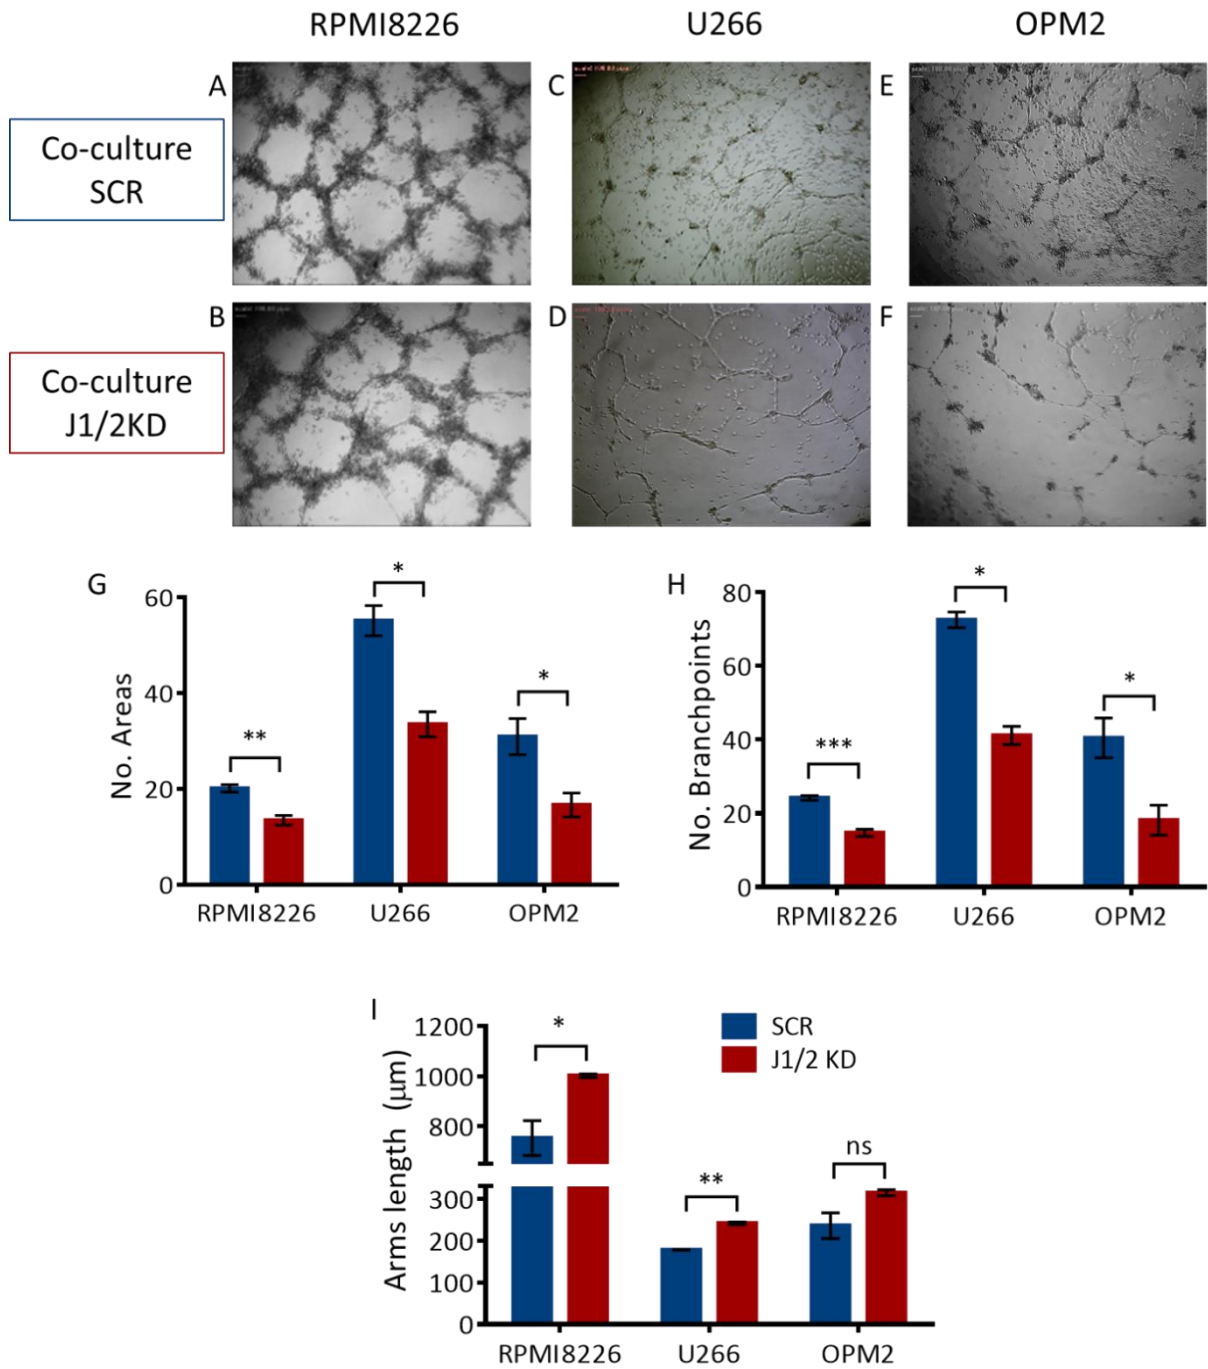 RPMI8226 U266 OPM2
A C E
Co-culture
SCR
B D F
Co-culture
J1/2KD
G
No. Areas
60
40
20
0
*
**
*
RPMI8226 U266 OPM2
H
No. Branchpoints
80
60
40
20
0
*
***
*
RPMI8226 U266 OPM2
I
Arms length (µm)
1200
1000
800
300
200
100
0
*
**
ns
SCR
J1/2 KD
RPMI8226 U266 OPM2